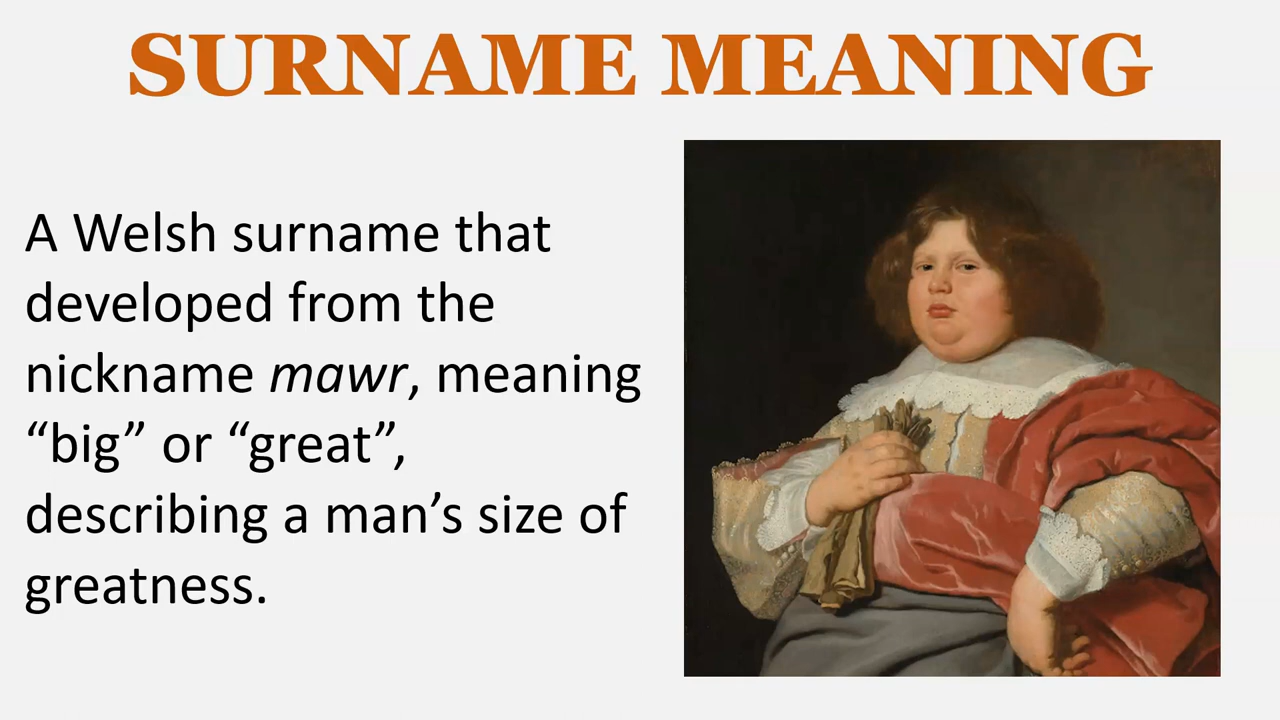 SURNAME MEANING
A Welsh surname that
developed from the
nickname mawr, meaning
“big” or “great”,
describing a man’s size of
greatness.